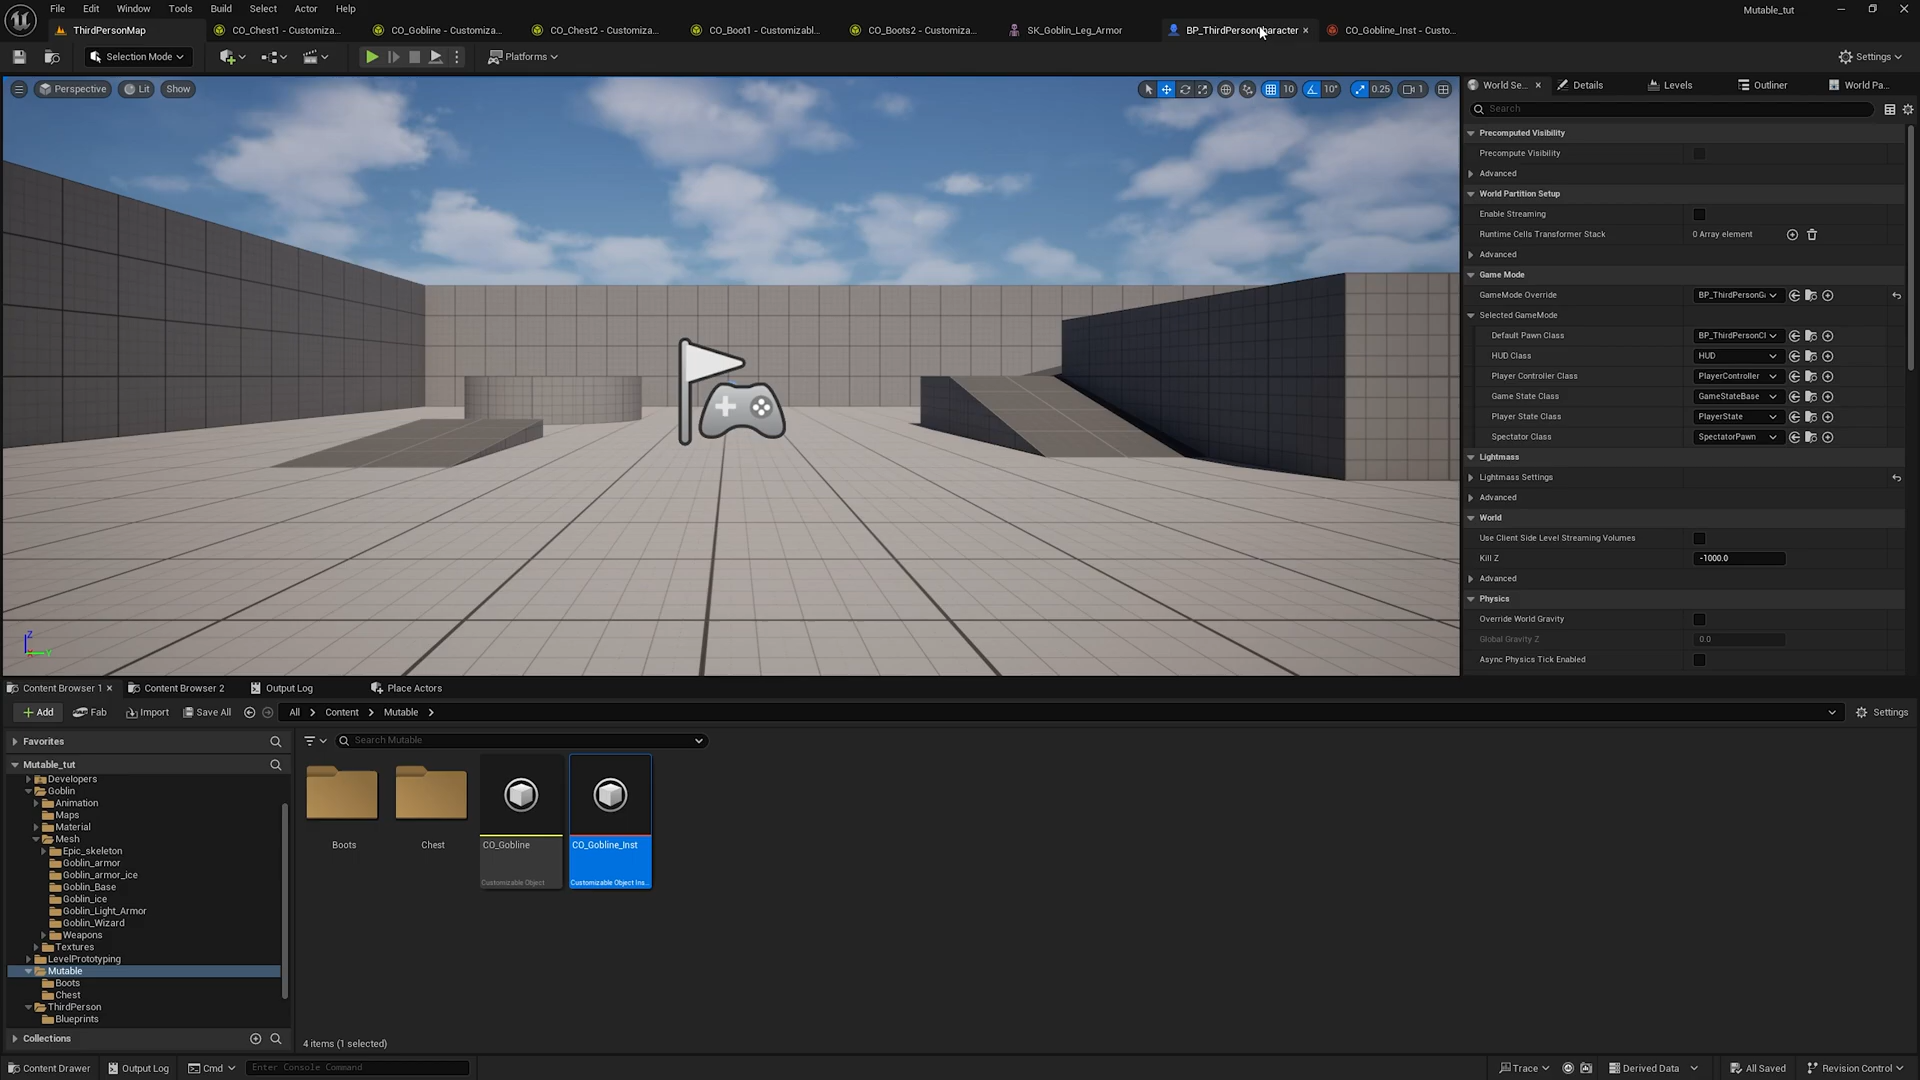 File Edit Window Tools Build Select Actor Help
Mutable_tut
ThirdPersonMap CO_Chest1 - Customiza... CO_Gobline - Customiza... CO_Chest2 - Customiza... CO_Boot1 - Customizabl... CO_Boots2 - Customiza... SK_Goblin_Leg_Armor BP_ThirdPersonCharacter CO_Gobline_Inst - Custo...
Selection Mode Platforms Settings
Perspective Lit Show 10 10° 0.25 1
World Se... Details Levels Outliner World Pa...
Search
Precomputed Visibility
Precompute Visibility
Advanced
World Partition Setup
Enable Streaming
Runtime Cells Transformer Stack 0 Array element
Advanced
Game Mode
GameMode Override BP_ThirdPersonGa
Selected GameMode
Default Pawn Class BP_ThirdPersonCl
HUD Class HUD
Player Controller Class PlayerController
Game State Class GameStateBase
Player State Class PlayerState
Spectator Class SpectatorPawn
Lightmass
Lightmass Settings
Advanced
World
Use Client Side Level Streaming Volumes
Kill Z -1000.0
Advanced
Physics
Override World Gravity
Global Gravity Z 0.0
Async Physics Tick Enabled
Z
Y
Content Browser 1 Content Browser 2 Output Log Place Actors
Add Fab Import Save All All Content Mutable Settings
Favorites
Search Mutable
Mutable_tut
Developers
Goblin
Animation
Maps
Material
Mesh
Epic_skeleton
Goblin_armor
Goblin_armor_ice
Goblin_Base
Goblin_ice
Goblin_Light_Armor
Goblin_Wizard
Weapons
Textures
LevelPrototyping
Mutable
Boots
Chest
ThirdPerson
Blueprints
Collections
Boots Chest CO_Gobline CO_Gobline_Inst
Customizable Object Customizable Object Ins...
4 items (1 selected)
Content Drawer Output Log Cmd Enter Console Command Trace Derived Data All Saved Revision Control